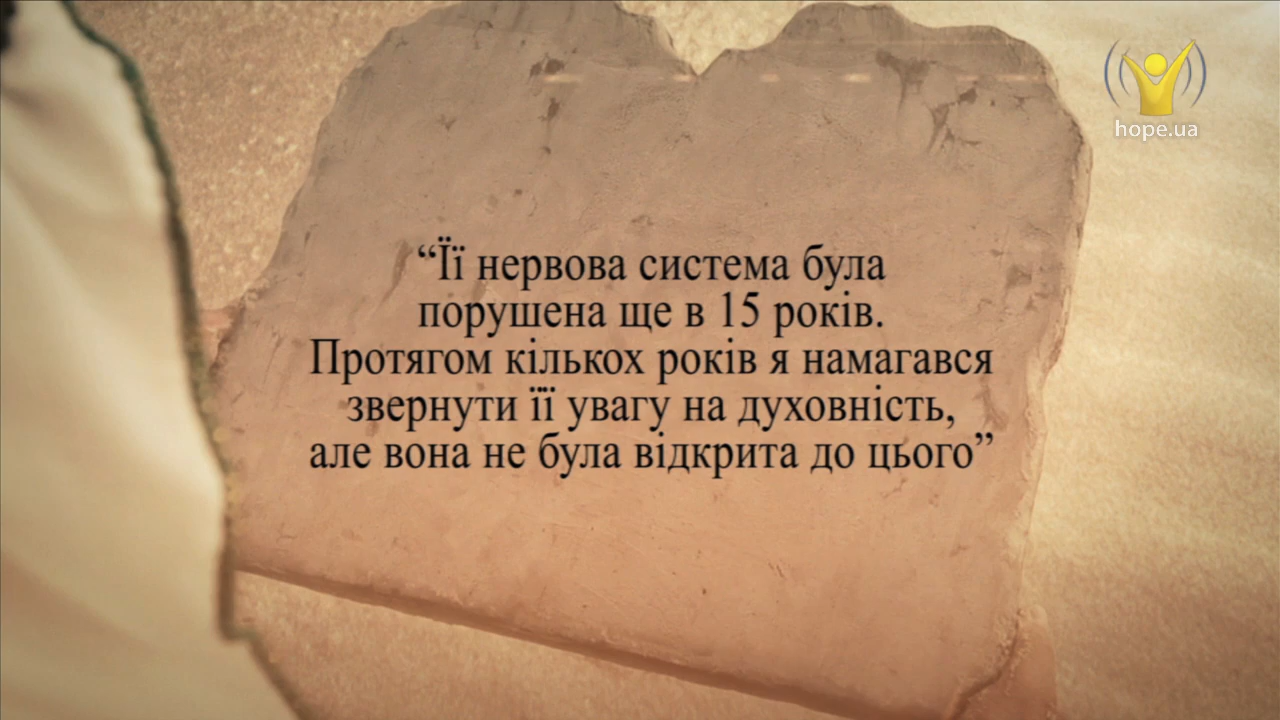 hope.ua
“Її нервова система була
порушена ще в 15 років.
Протягом кількох років я намагався
звернути її увагу на духовність,
але вона не була відкрита до цього”